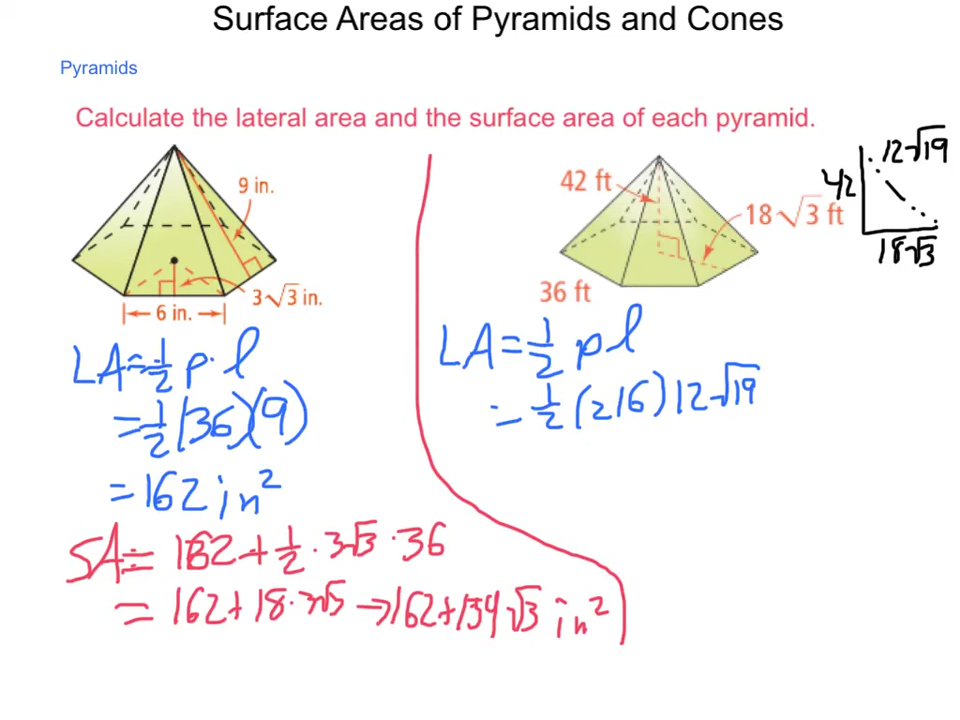 Surface Areas of Pyramids and Cones
Pyramids
Calculate the lateral area and the surface area of each pyramid.
9 in.
3√3 in.
6 in.
LA = 1/2 p · l
= 1/2 (36)(9)
= 162 in²
SA = 162 + 1/2 · 3√3 · 36
= 162 + 18 · 3√3 → 162 + 154√3 in²
42 ft
18√3 ft
36 ft
12√19
42
18√3
LA = 1/2 p l
= 1/2 (216) 12√19